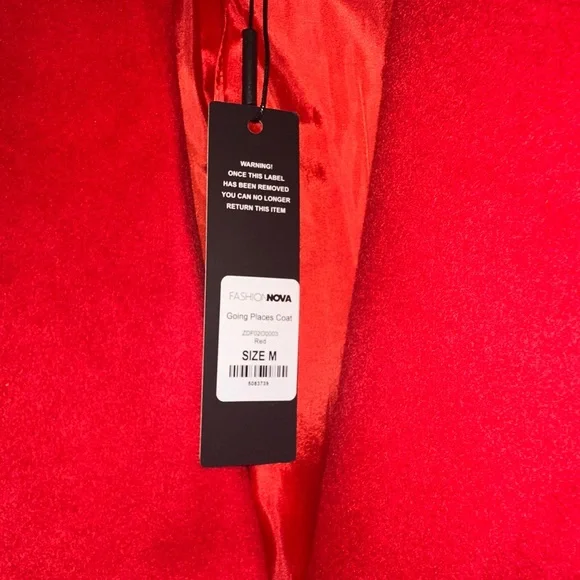 WARNING!
ONCE THIS LABEL
HAS BEEN REMOVED
YOU CAN NO LONGER
RETURN THIS ITEM
FASHIONNOVA
Going Places Coat
Red
SIZE M
6083739